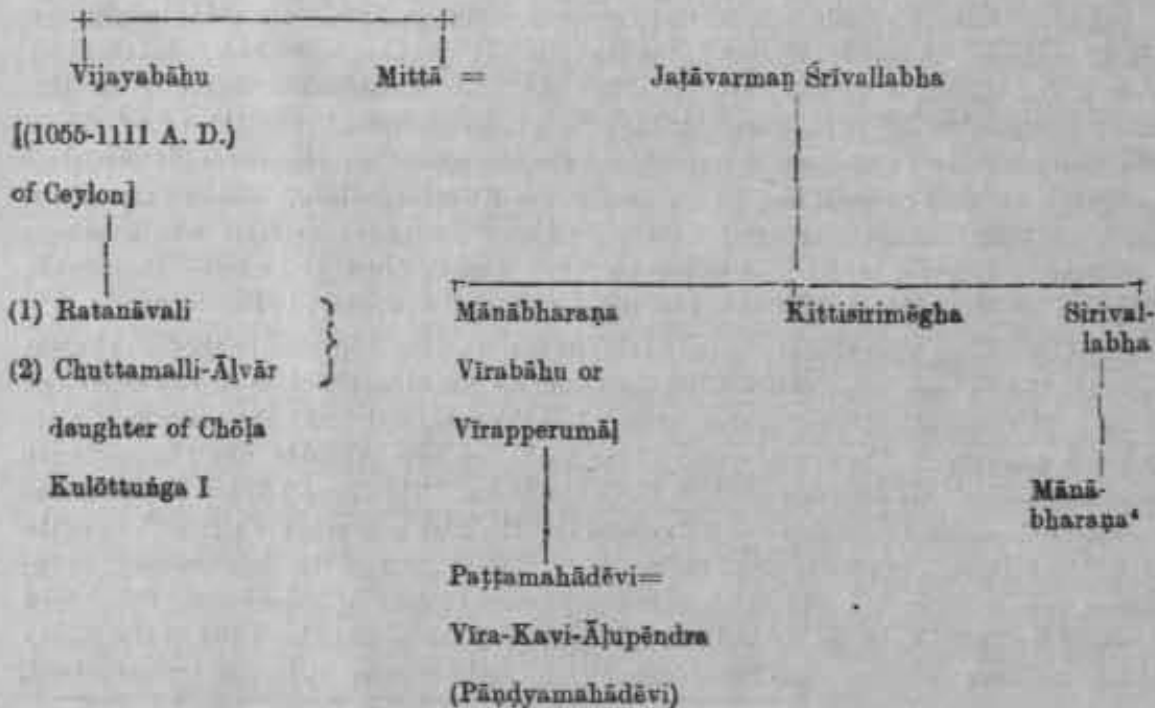 Vijayabāhu Mittā = Jaṭāvarmaṉ Śrīvallabha
[(1055-1111 A. D.)
of Ceylon]
(1) Ratanāvali } Mānābharaṇa Kittisirimēgha Sirival-
labha
(2) Chuttamalli-Āḷvār Vīrabāhu or
daughter of Chōḷa Vīrapperumāḷ
Kulōttuṅga I Mānā-
bharaṇa⁴
Paṭṭamahādēvi=
Vīra-Kavi-Āḷupēndra
(Pāṇḍyamahādēvi)